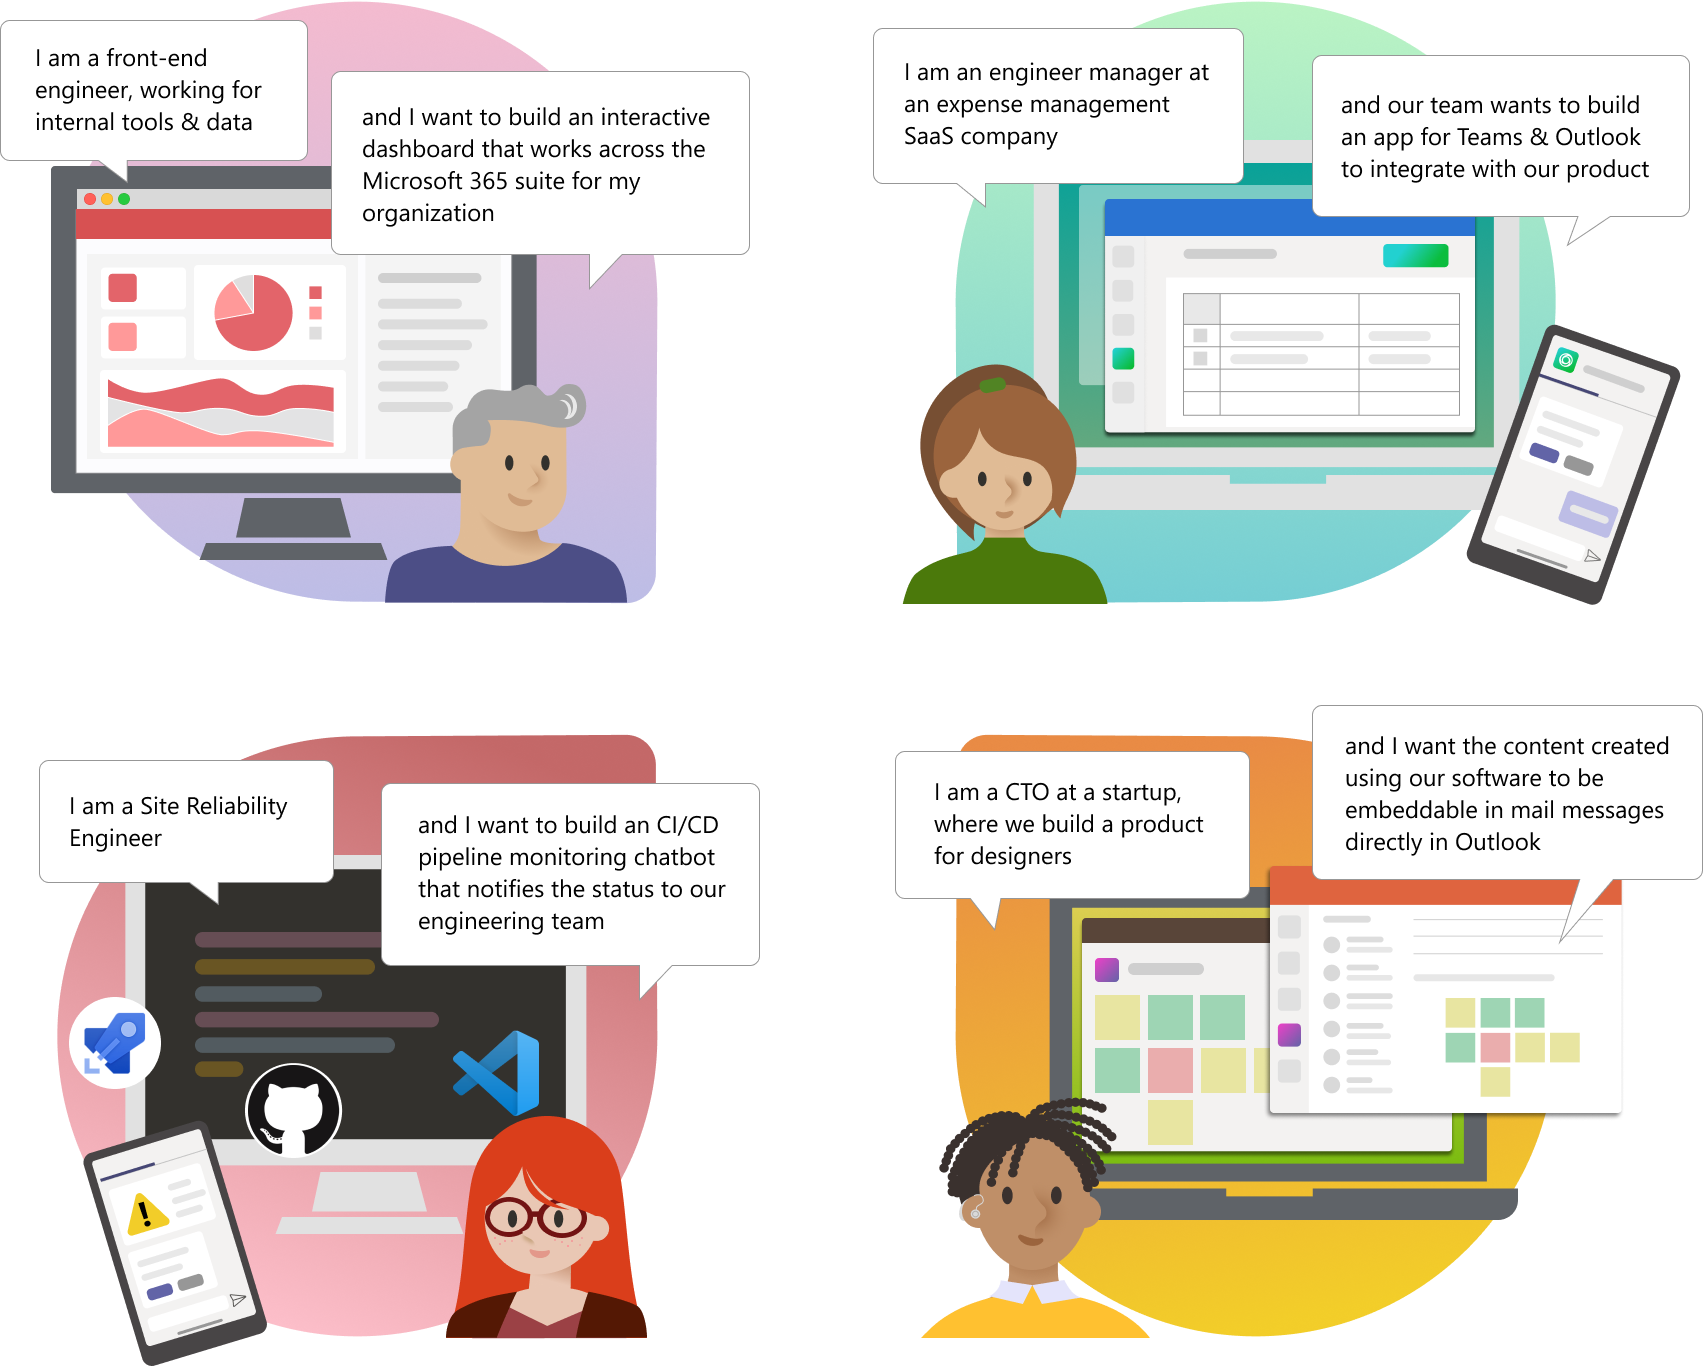 I am a front-end
engineer, working for
internal tools & data
and I want to build an interactive
dashboard that works across the
Microsoft 365 suite for my
organization
I am an engineer manager at
an expense management
SaaS company
and our team wants to build
an app for Teams & Outlook
to integrate with our product
I am a Site Reliability
Engineer
and I want to build an CI/CD
pipeline monitoring chatbot
that notifies the status to our
engineering team
I am a CTO at a startup,
where we build a product
for designers
and I want the content created
using our software to be
embeddable in mail messages
directly in Outlook